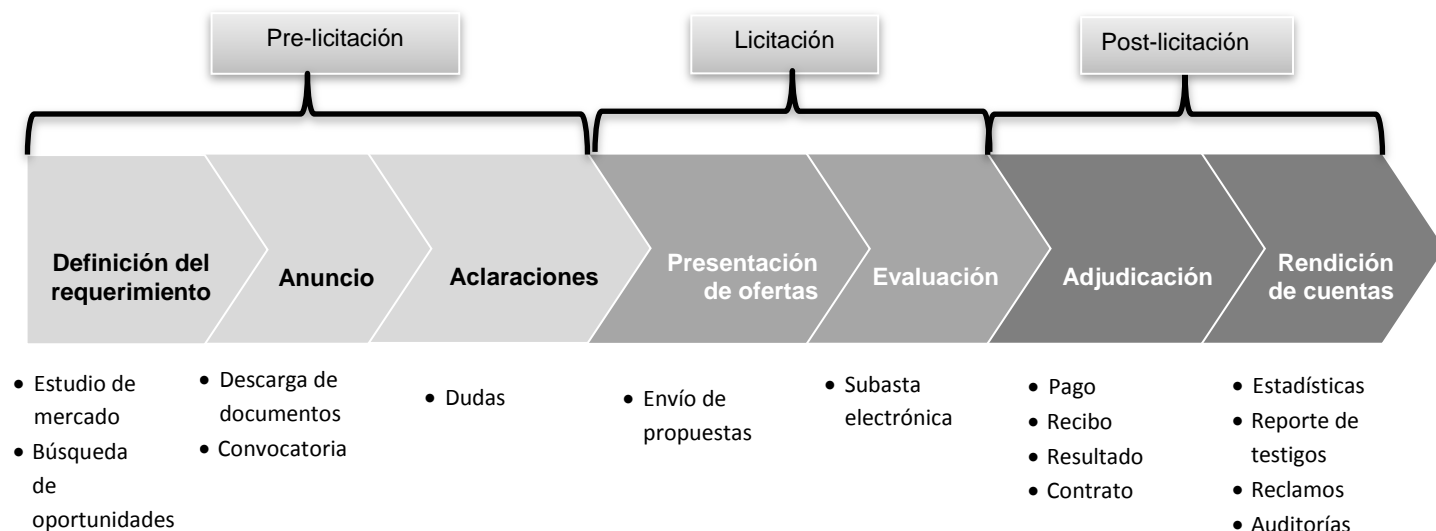 Pre-licitación
Licitación
Post-licitación
Definición del
requerimiento
Anuncio
Aclaraciones
Presentación
de ofertas
Evaluación
Adjudicación
Rendición
de cuentas
• Estudio de
mercado
• Búsqueda
de
oportunidades
• Descarga de
documentos
• Convocatoria
• Dudas
• Envío de
propuestas
• Subasta
electrónica
• Pago
• Recibo
• Resultado
• Contrato
• Estadísticas
• Reporte de
testigos
• Reclamos
• Auditorías